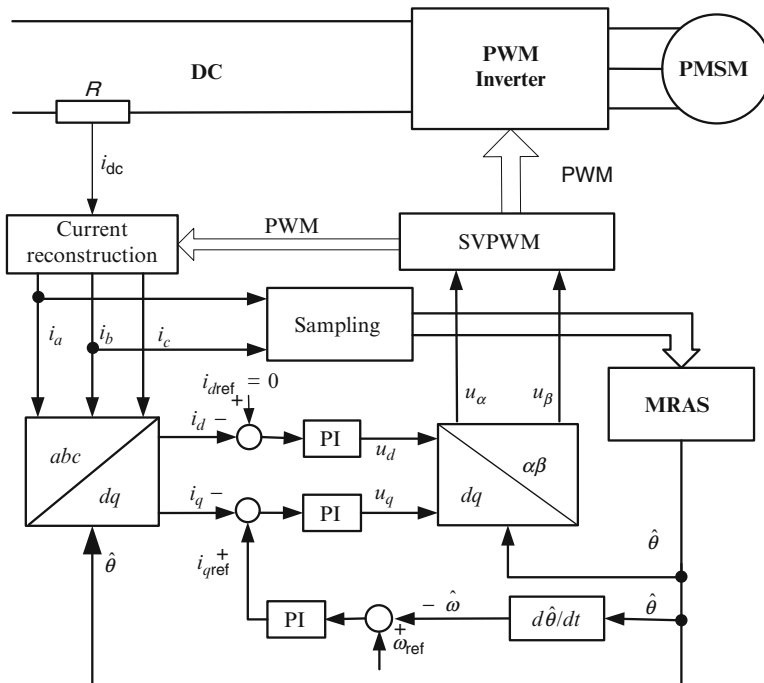 R
DC
PWM
Inverter
PMSM
i_dc
PWM
Current
reconstruction
PWM
SVPWM
i_a
i_b
i_c
Sampling
MRAS
i_dref = 0
+
u_α
u_β
abc
dq
i_d −
PI
u_d
αβ
dq
i_q −
PI
u_q
θ̂
i_qref
+
θ̂
PI
− ω̂
dθ̂/dt
θ̂
+
ω_ref